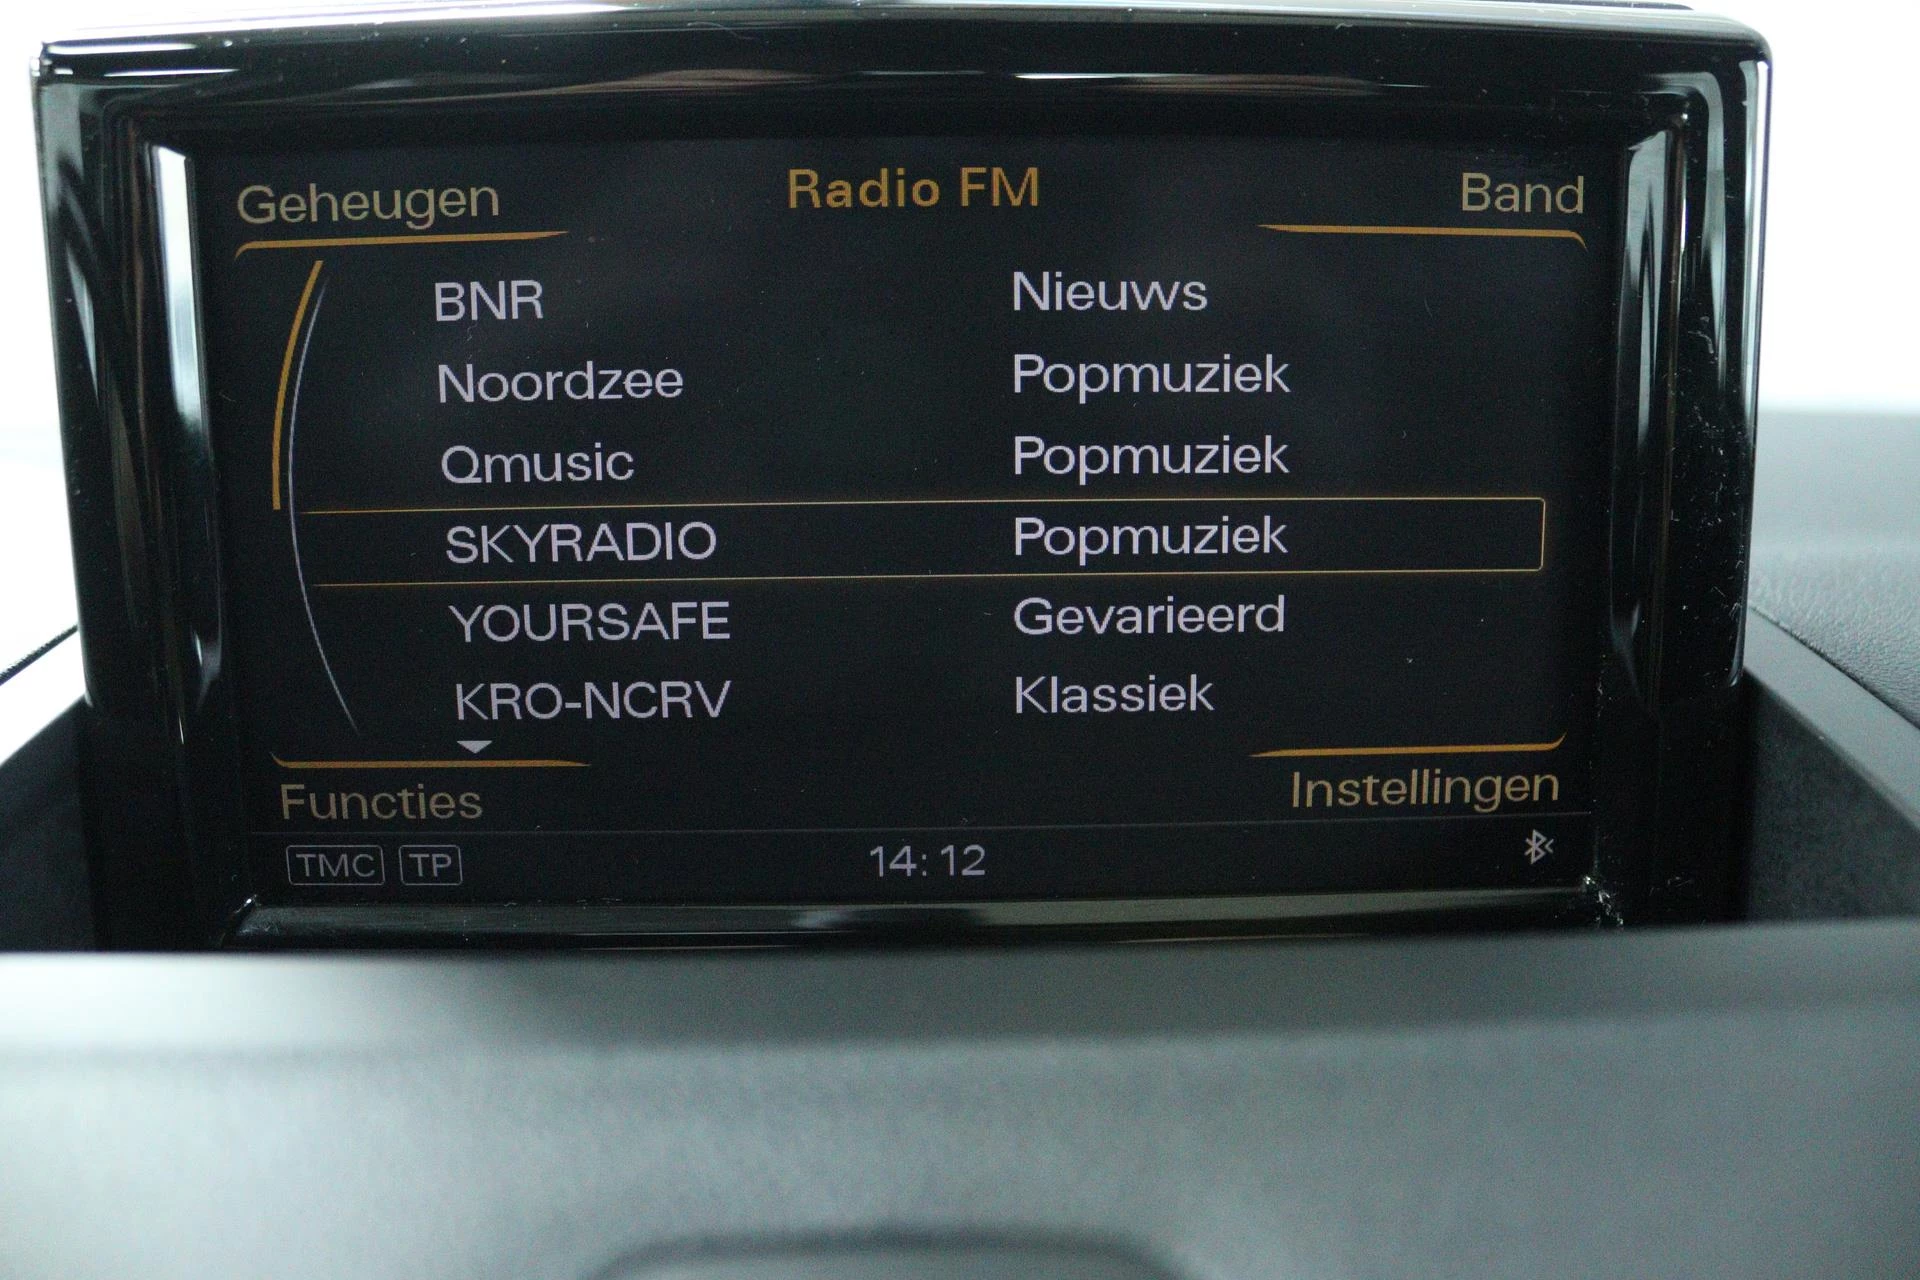 Geheugen Radio FM Band
BNR Nieuws
Noordzee Popmuziek
Qmusic Popmuziek
SKYRADIO Popmuziek
YOURSAFE Gevarieerd
KRO-NCRV Klassiek
Functies Instellingen
TMC TP 14:12